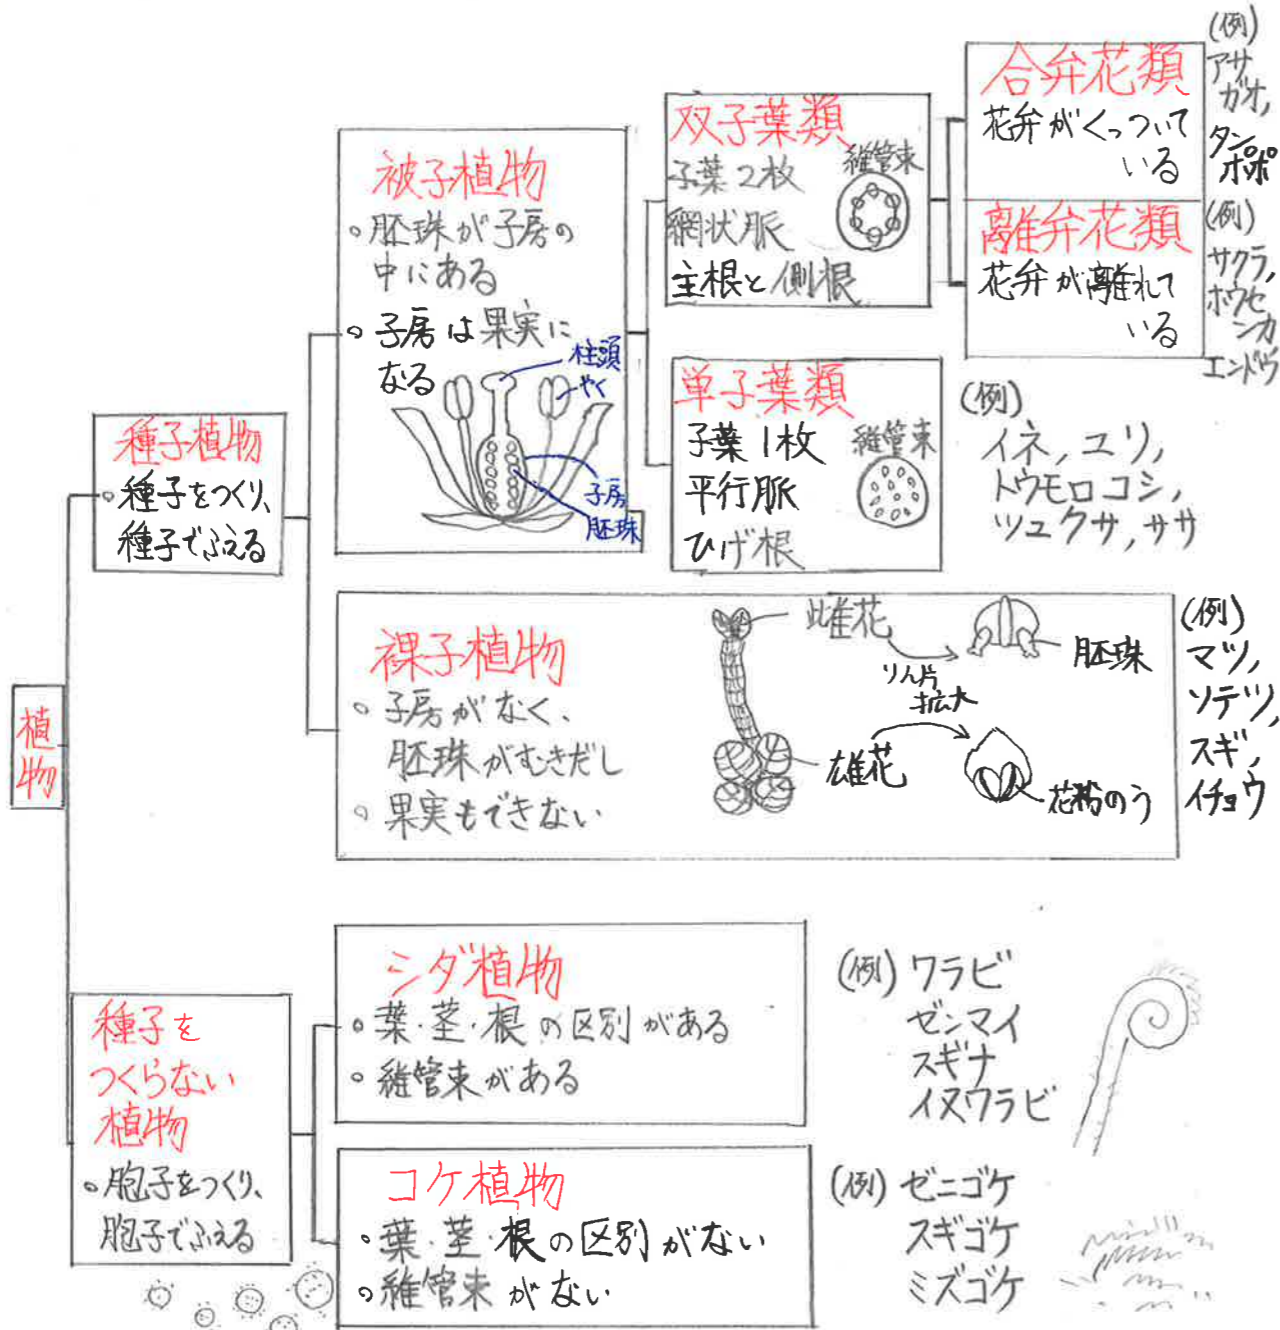 植
物
種子植物
。種子をつくり、
種子でふえる
被子植物
。胚珠が子房の
中にある
。子房は果実に
なる
柱頭
やく
子房
胚珠
双子葉類
子葉2枚
維管束
網状脈
主根と側根
合弁花類
花弁がくっついて
いる
(例)
アサ
ガオ,
タン
ポポ
離弁花類
花弁が離れて
いる
(例)
サクラ,
ホウセ
ンカ
エンドウ
単子葉類
子葉1枚
維管束
平行脈
ひげ根
(例)
イネ,ユリ,
トウモロコシ,
ツユクサ,ササ
裸子植物
。子房がなく、
胚珠がむきだし
。果実もできない
雌花
りん片
拡大
胚珠
雄花
花粉のう
(例)
マツ,
ソテツ,
スギ,
イチョウ
種子を
つくらない
植物
。胞子をつくり、
胞子でふえる
シダ植物
。葉・茎・根の区別がある
。維管束がある
(例)ワラビ
ゼンマイ
スギナ
イヌワラビ
コケ植物
・葉・茎・根の区別がない
。維管束がない
(例)ゼニゴケ
スギゴケ
ミズゴケ